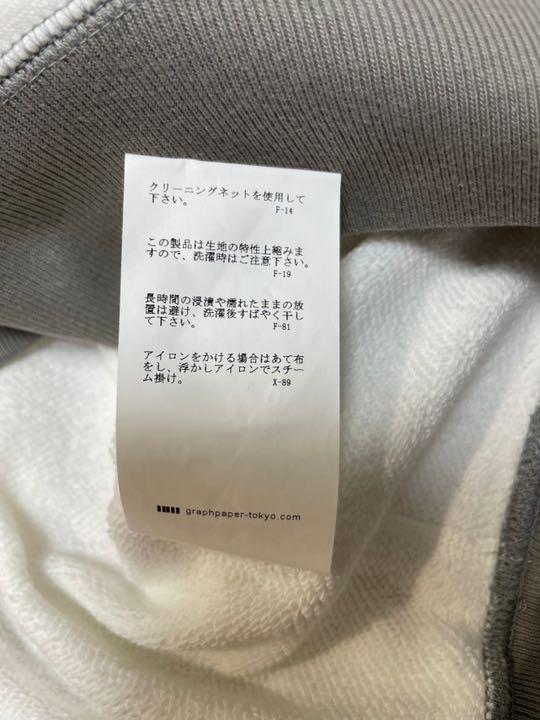 クリーニングネットを使用して
下さい。
F-14
この製品は生地の特性上縮みま
すので、洗濯時はご注意下さい。
F-19
長時間の浸漬や濡れたままの放
置は避け、洗濯後すばやく干し
て下さい。
F-81
アイロンをかける場合はあて布
をし、浮かしアイロンでスチー
ム掛け。
X-89
graphpaper-tokyo.com